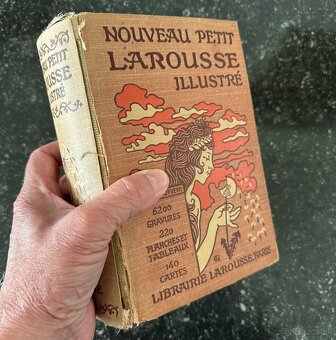 NOUVEAU PETIT
LAROUSSE
ILLUSTRÉ
6200
GRAVURES
220
PLANCHES ET
TABLEAUX
140
CARTES
LIBRAIRIE LAROUSSE.PARIS